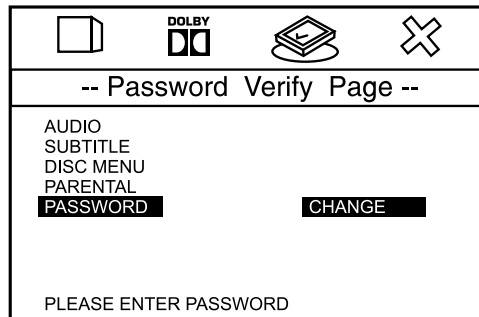 DOLBY
-- Password Verify Page --
AUDIO
SUBTITLE
DISC MENU
PARENTAL
PASSWORD CHANGE
PLEASE ENTER PASSWORD